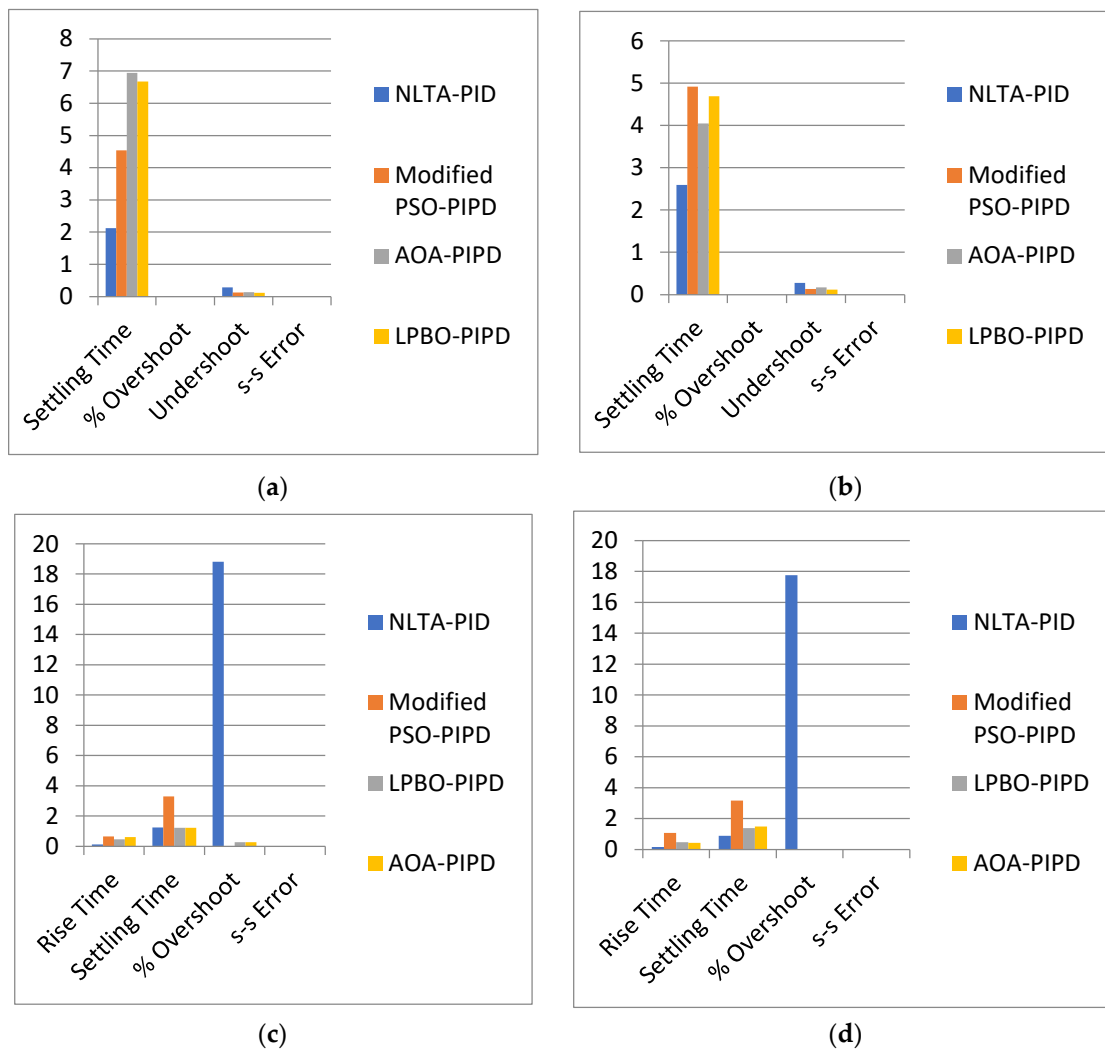 8
7
6
5
4
3
2
1
0
Settling Time
% Overshoot
Undershoot
s-s Error
NLTA-PID
Modified
PSO-PIPD
AOA-PIPD
LPBO-PIPD
(a)
6
5
4
3
2
1
0
Settling Time
% Overshoot
Undershoot
s-s Error
NLTA-PID
Modified
PSO-PIPD
AOA-PIPD
LPBO-PIPD
(b)
20
18
16
14
12
10
8
6
4
2
0
Rise Time
Settling Time
% Overshoot
s-s Error
NLTA-PID
Modified
PSO-PIPD
LPBO-PIPD
AOA-PIPD
(c)
20
18
16
14
12
10
8
6
4
2
0
Rise Time
Settling Time
% Overshoot
s-s Error
NLTA-PID
Modified
PSO-PIPD
LPBO-PIPD
AOA-PIPD
(d)